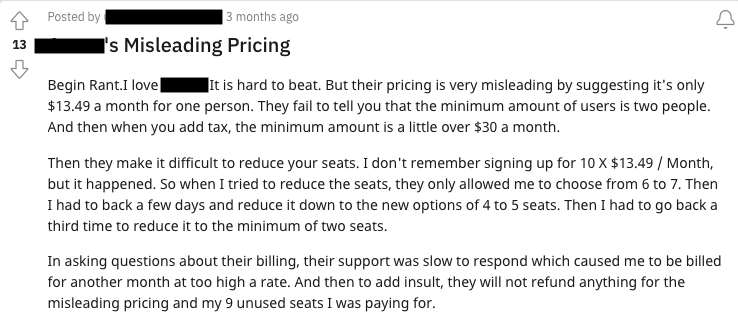 Posted by 3 months ago
13
's Misleading Pricing
Begin Rant.I love It is hard to beat. But their pricing is very misleading by suggesting it's only
$13.49 a month for one person. They fail to tell you that the minimum amount of users is two people.
And then when you add tax, the minimum amount is a little over $30 a month.
Then they make it difficult to reduce your seats. I don't remember signing up for 10 X $13.49 / Month,
but it happened. So when I tried to reduce the seats, they only allowed me to choose from 6 to 7. Then
I had to back a few days and reduce it down to the new options of 4 to 5 seats. Then I had to go back a
third time to reduce it to the minimum of two seats.
In asking questions about their billing, their support was slow to respond which caused me to be billed
for another month at too high a rate. And then to add insult, they will not refund anything for the
misleading pricing and my 9 unused seats I was paying for.